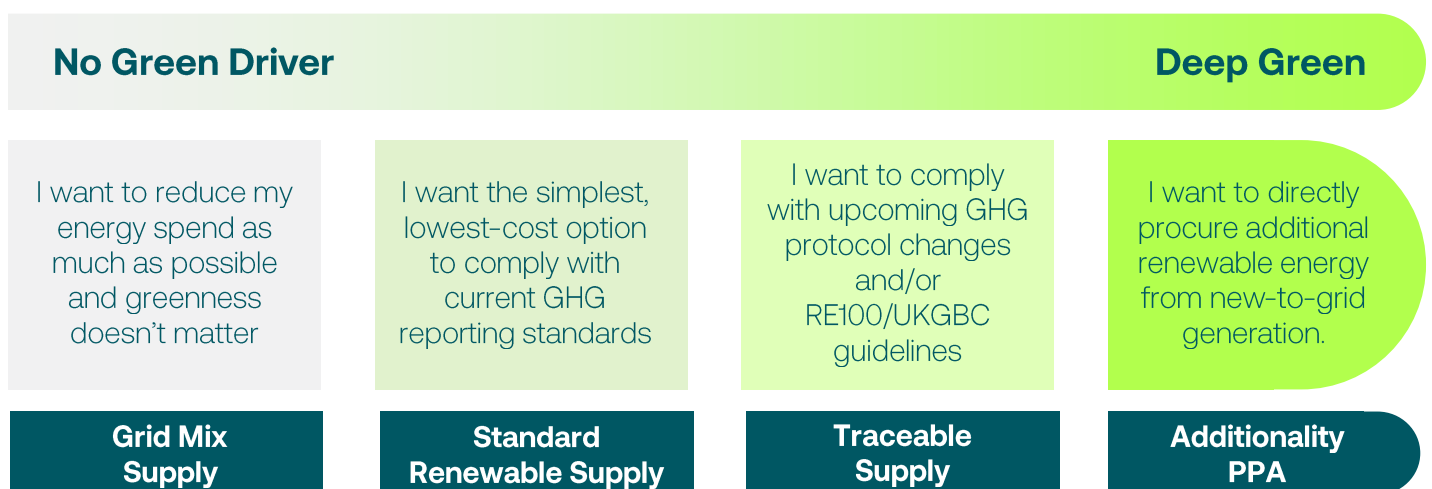 No Green Driver
Deep Green
I want to reduce my
energy spend as
much as possible
and greenness
doesn't matter
I want the simplest,
lowest-cost option
to comply with
current GHG
reporting standards
I want to comply
with upcoming GHG
protocol changes
and/or
RE100/UKGBC
guidelines
I want to directly
procure additional
renewable energy
from new-to-grid
generation.
Grid Mix
Supply
Standard
Renewable Supply
Traceable
Supply
Additionality
PPA